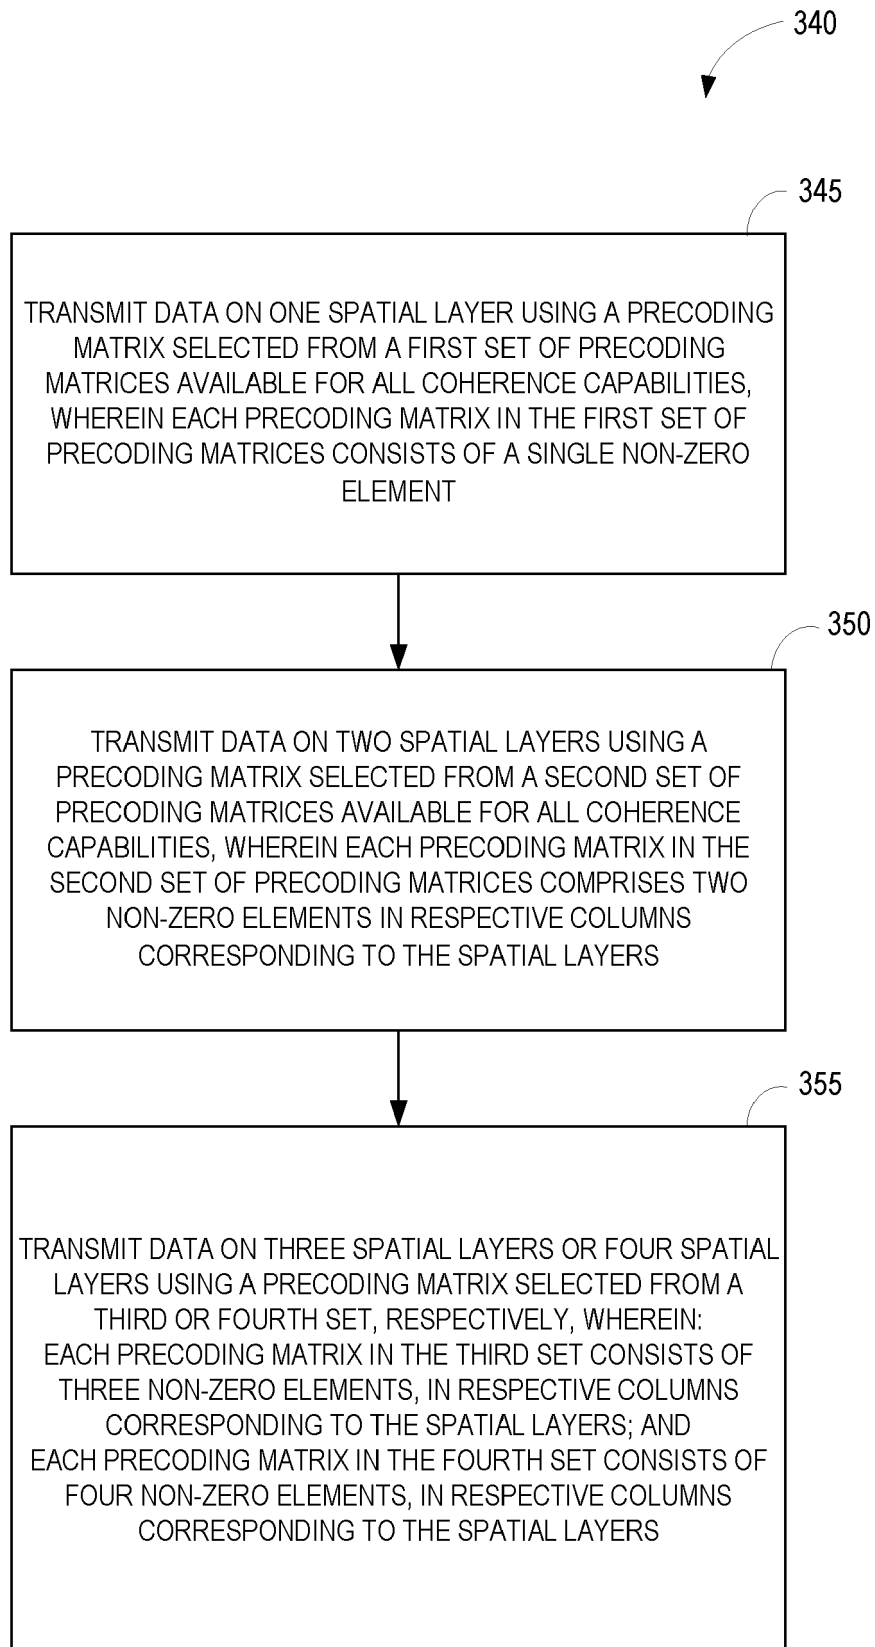 340
345
TRANSMIT DATA ON ONE SPATIAL LAYER USING A PRECODING
MATRIX SELECTED FROM A FIRST SET OF PRECODING
MATRICES AVAILABLE FOR ALL COHERENCE CAPABILITIES,
WHEREIN EACH PRECODING MATRIX IN THE FIRST SET OF
PRECODING MATRICES CONSISTS OF A SINGLE NON-ZERO
ELEMENT
350
TRANSMIT DATA ON TWO SPATIAL LAYERS USING A
PRECODING MATRIX SELECTED FROM A SECOND SET OF
PRECODING MATRICES AVAILABLE FOR ALL COHERENCE
CAPABILITIES, WHEREIN EACH PRECODING MATRIX IN THE
SECOND SET OF PRECODING MATRICES COMPRISES TWO
NON-ZERO ELEMENTS IN RESPECTIVE COLUMNS
CORRESPONDING TO THE SPATIAL LAYERS
355
TRANSMIT DATA ON THREE SPATIAL LAYERS OR FOUR SPATIAL
LAYERS USING A PRECODING MATRIX SELECTED FROM A
THIRD OR FOURTH SET, RESPECTIVELY, WHEREIN:
EACH PRECODING MATRIX IN THE THIRD SET CONSISTS OF
THREE NON-ZERO ELEMENTS, IN RESPECTIVE COLUMNS
CORRESPONDING TO THE SPATIAL LAYERS; AND
EACH PRECODING MATRIX IN THE FOURTH SET CONSISTS OF
FOUR NON-ZERO ELEMENTS, IN RESPECTIVE COLUMNS
CORRESPONDING TO THE SPATIAL LAYERS